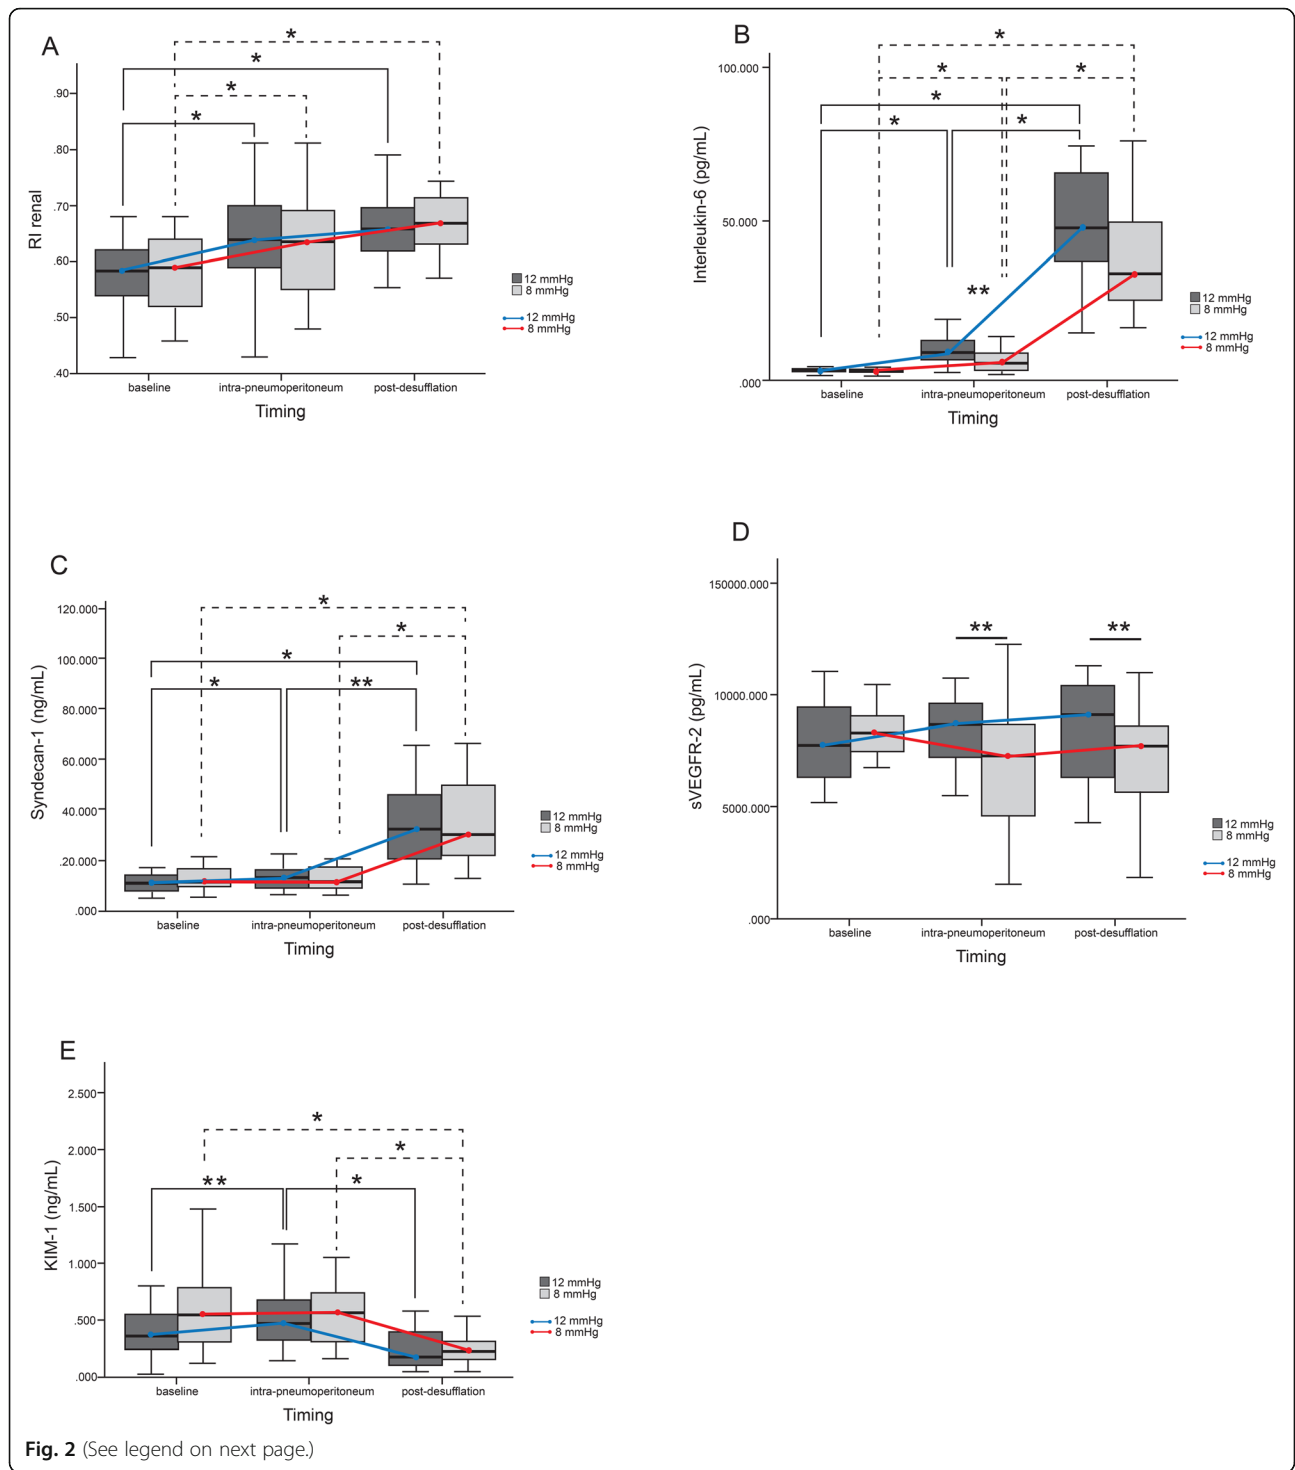 A
RI renal
.90
.80
.70
.60
.50
.40
*
*
*
*
baseline
intra-pneumoperitoneum
post-desufflation
Timing
12 mmHg
8 mmHg
12 mmHg
8 mmHg
B
Interleukin-6 (pg/mL)
100.000
50.000
.000
*
*
*
*
*
*
**
baseline
intra-pneumoperitoneum
post-desufflation
Timing
12 mmHg
8 mmHg
12 mmHg
8 mmHg
C
Syndecan-1 (ng/mL)
120.000
100.000
80.000
60.000
40.000
.20.000
.000
*
*
*
*
**
baseline
intra-pneumoperitoneum
post-desufflation
Timing
12 mmHg
8 mmHg
12 mmHg
8 mmHg
D
sVEGFR-2 (pg/mL)
150000.000
10000.000
5000.000
.000
**
**
baseline
intra-pneumoperitoneum
post-desufflation
Timing
12 mmHg
8 mmHg
12 mmHg
8 mmHg
E
KIM-1 (ng/mL)
2.500
2.000
1.500
1.000
.500
.000
*
*
**
*
baseline
intra-pneumoperitoneum
post-desufflation
Timing
12 mmHg
8 mmHg
12 mmHg
8 mmHg
Fig. 2 (See legend on next page.)